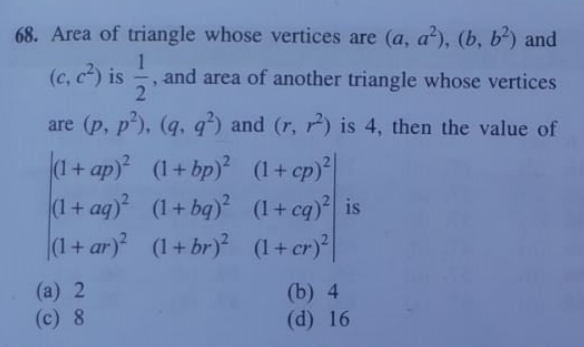 68. Area of triangle whose vertices are (a, a²), (b, b²) and
(c, c²) is 1/2, and area of another triangle whose vertices
are (p, p²), (q, q²) and (r, r²) is 4, then the value of
|(1 + ap)² (1 + bp)² (1 + cp)²|
|(1 + aq)² (1 + bq)² (1 + cq)²| is
|(1 + ar)² (1 + br)² (1 + cr)²|
(a) 2 (b) 4
(c) 8 (d) 16